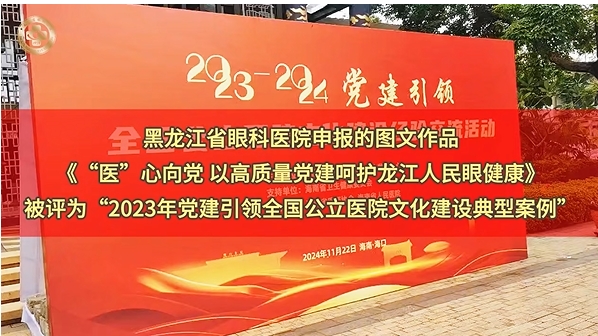 2023-2024 党建引领
黑龙江省眼科医院申报的图文作品
《“医”心向党 以高质量党建呵护龙江人民眼健康》
被评为“2023年党建引领全国公立医院文化建设典型案例”
2024年11月22日 海南·海口